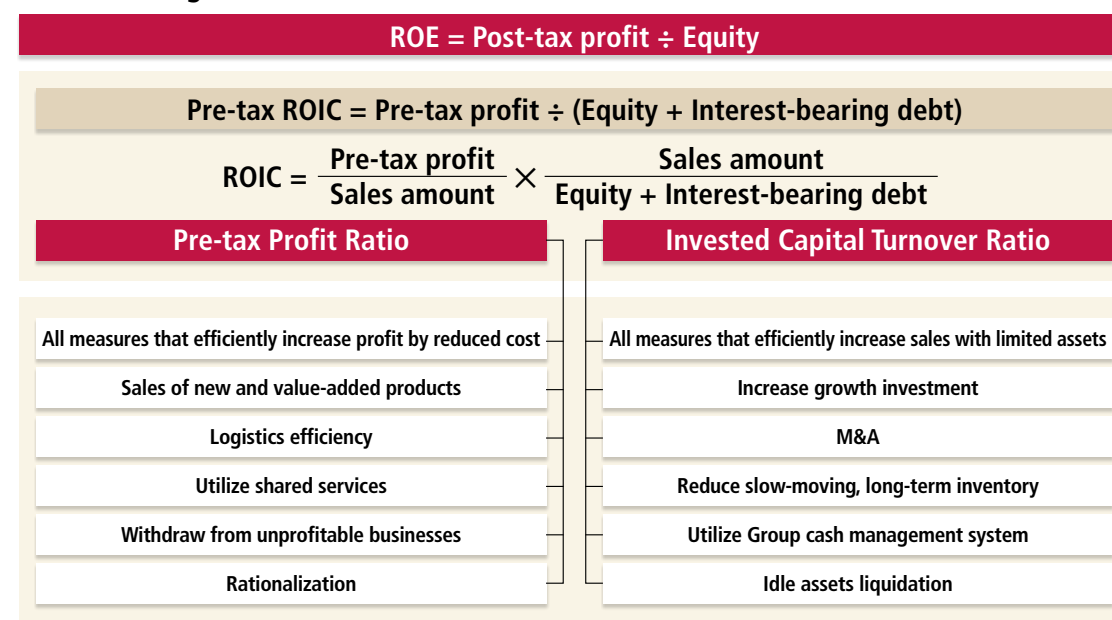 ROE = Post-tax profit ÷ Equity
Pre-tax ROIC = Pre-tax profit ÷ (Equity + Interest-bearing debt)
ROIC = Pre-tax profit / Sales amount × Sales amount / Equity + Interest-bearing debt
Pre-tax Profit Ratio
All measures that efficiently increase profit by reduced cost
Sales of new and value-added products
Logistics efficiency
Utilize shared services
Withdraw from unprofitable businesses
Rationalization
Invested Capital Turnover Ratio
All measures that efficiently increase sales with limited assets
Increase growth investment
M&A
Reduce slow-moving, long-term inventory
Utilize Group cash management system
Idle assets liquidation